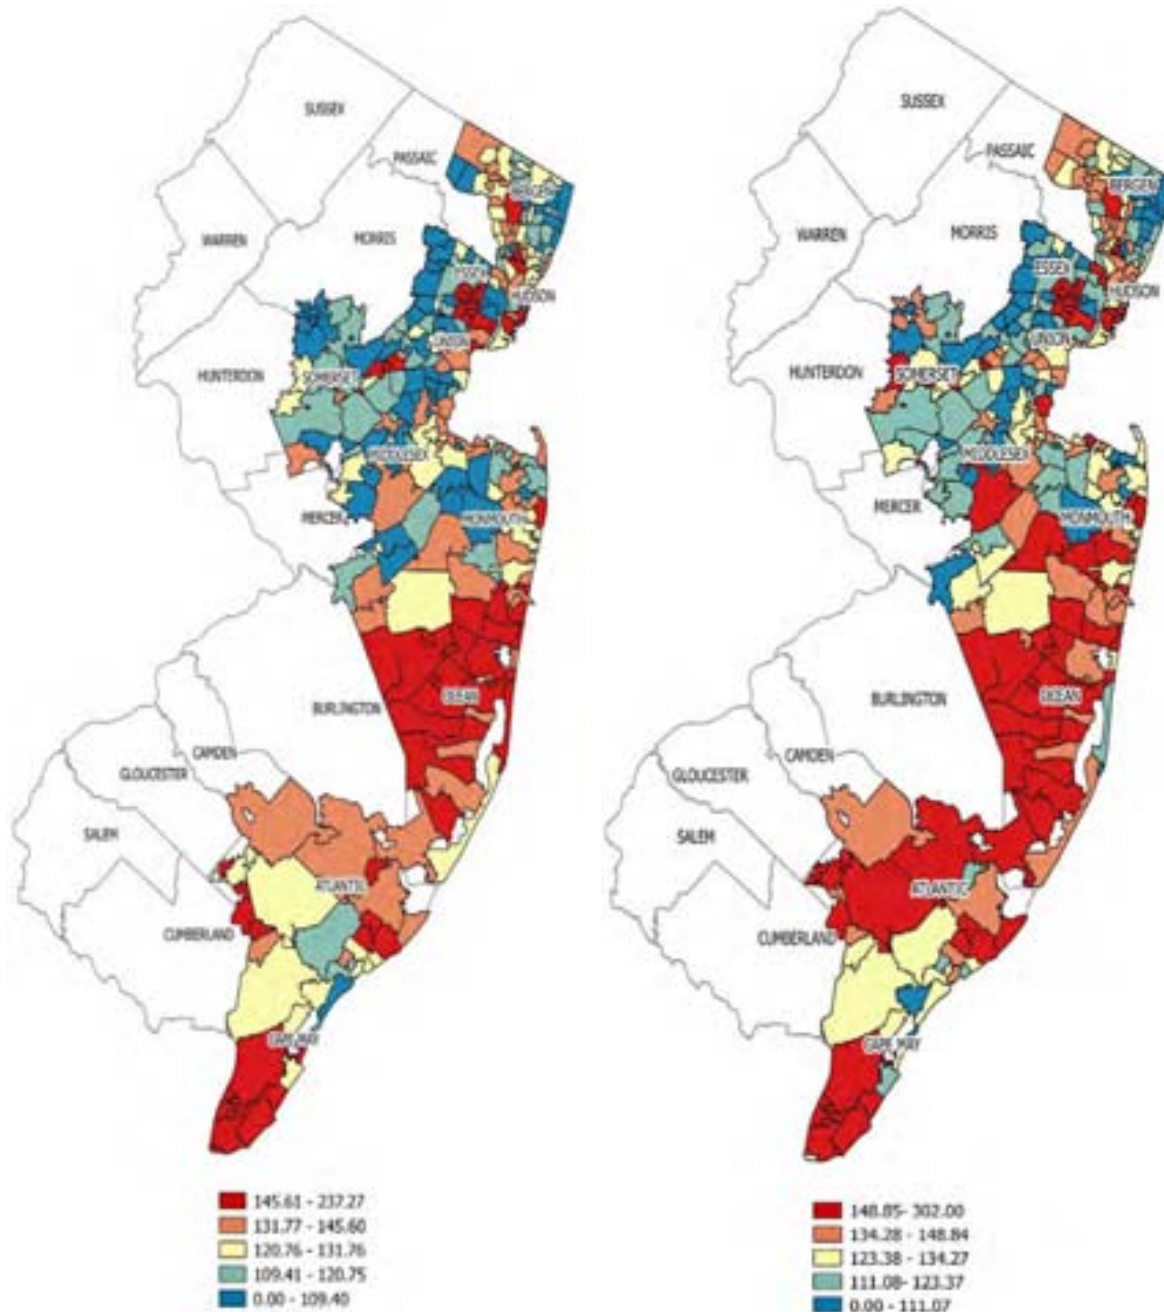 SUSSEX
PASSAIC
BERGEN
WARREN
MORRIS
ESSEX
HUDSON
UNION
HUNTERDON
SOMERSET
MIDDLESEX
MERCER
MONMOUTH
OCEAN
BURLINGTON
CAMDEN
GLOUCESTER
SALEM
ATLANTIC
CUMBERLAND
CAPE MAY
145.61 - 237.27
131.77 - 145.60
120.76 - 131.76
109.41 - 120.75
0.00 - 109.40
SUSSEX
PASSAIC
BERGEN
WARREN
MORRIS
ESSEX
HUDSON
UNION
HUNTERDON
SOMERSET
MIDDLESEX
MERCER
MONMOUTH
OCEAN
BURLINGTON
CAMDEN
GLOUCESTER
SALEM
ATLANTIC
CUMBERLAND
CAPE MAY
148.85- 302.00
134.28 - 148.84
123.38 - 134.27
111.08- 123.37
0.00 - 111.07